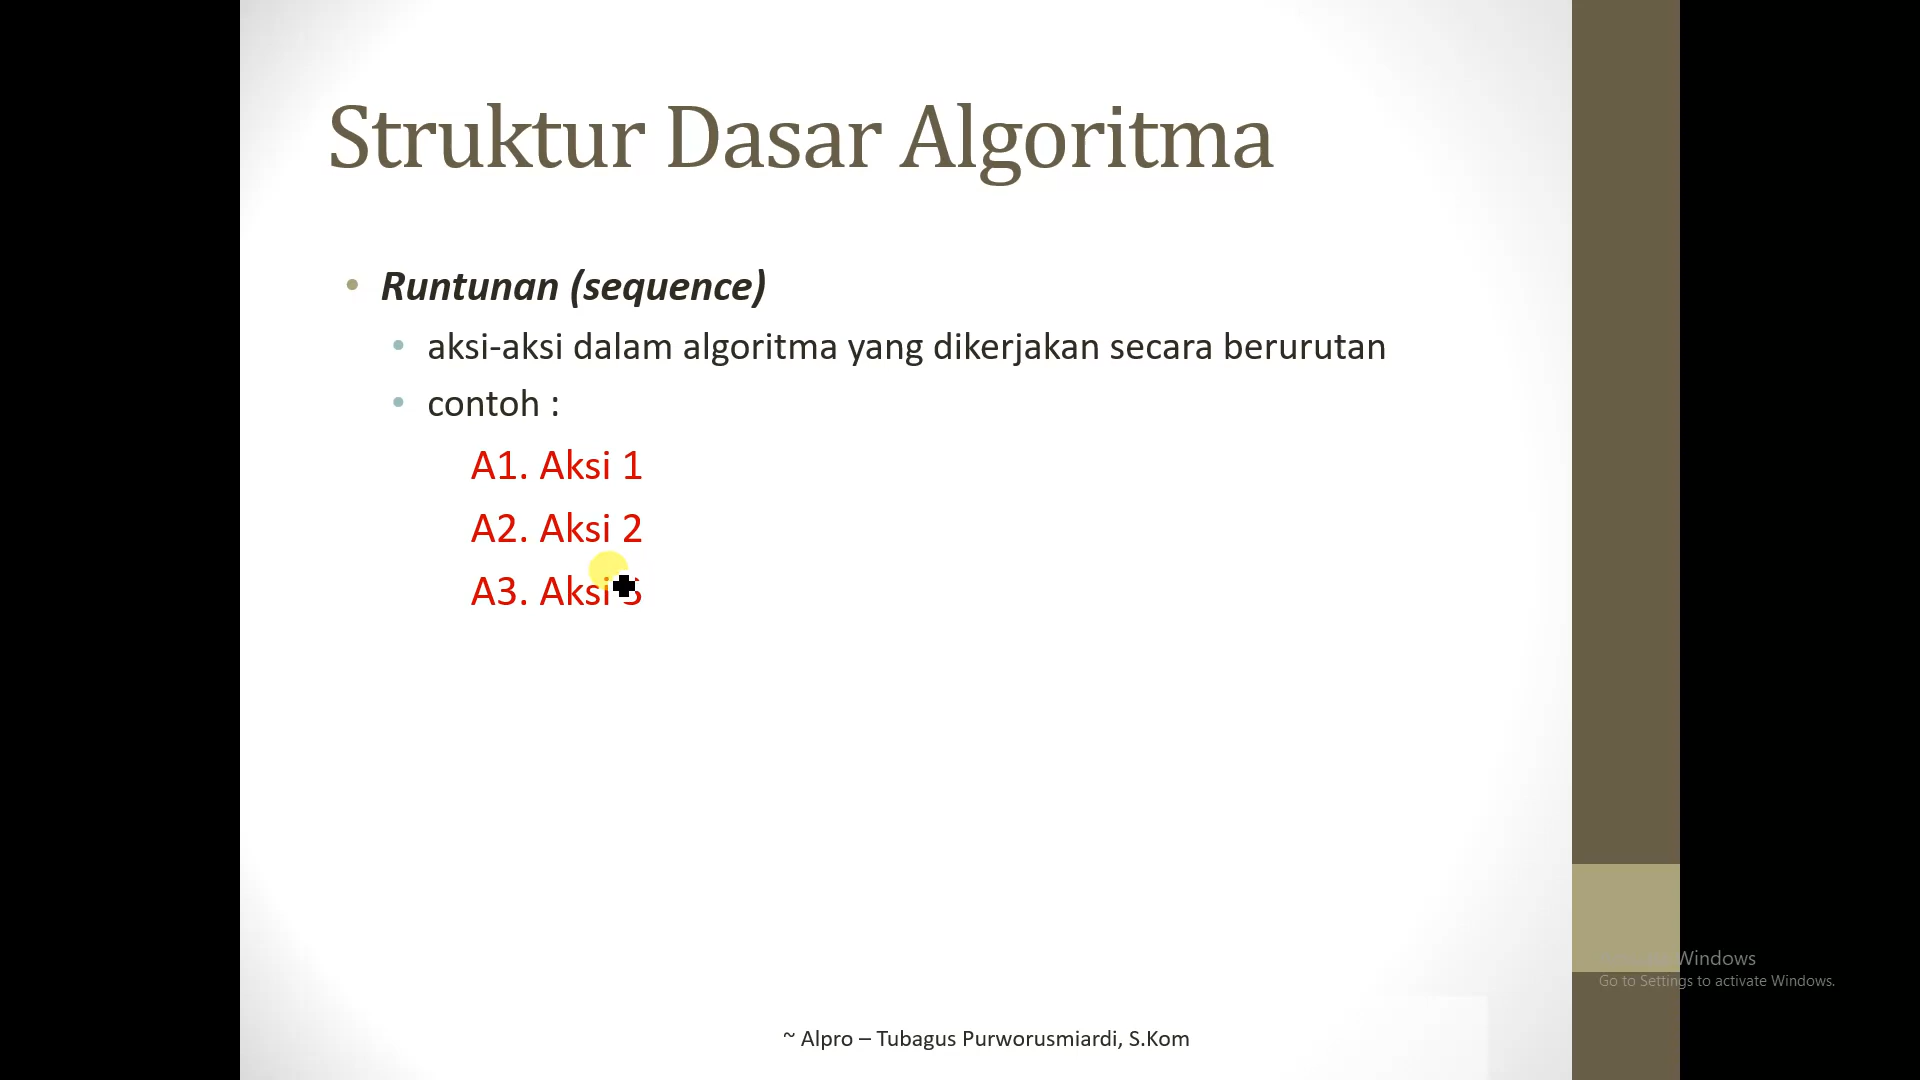 Struktur Dasar Algoritma
• Runtunan (sequence)
• aksi-aksi dalam algoritma yang dikerjakan secara berurutan
• contoh :
A1. Aksi 1
A2. Aksi 2
A3. Aksi 3
Windows
Go to Settings to activate Windows.
~ Alpro – Tubagus Purworusmiardi, S.Kom